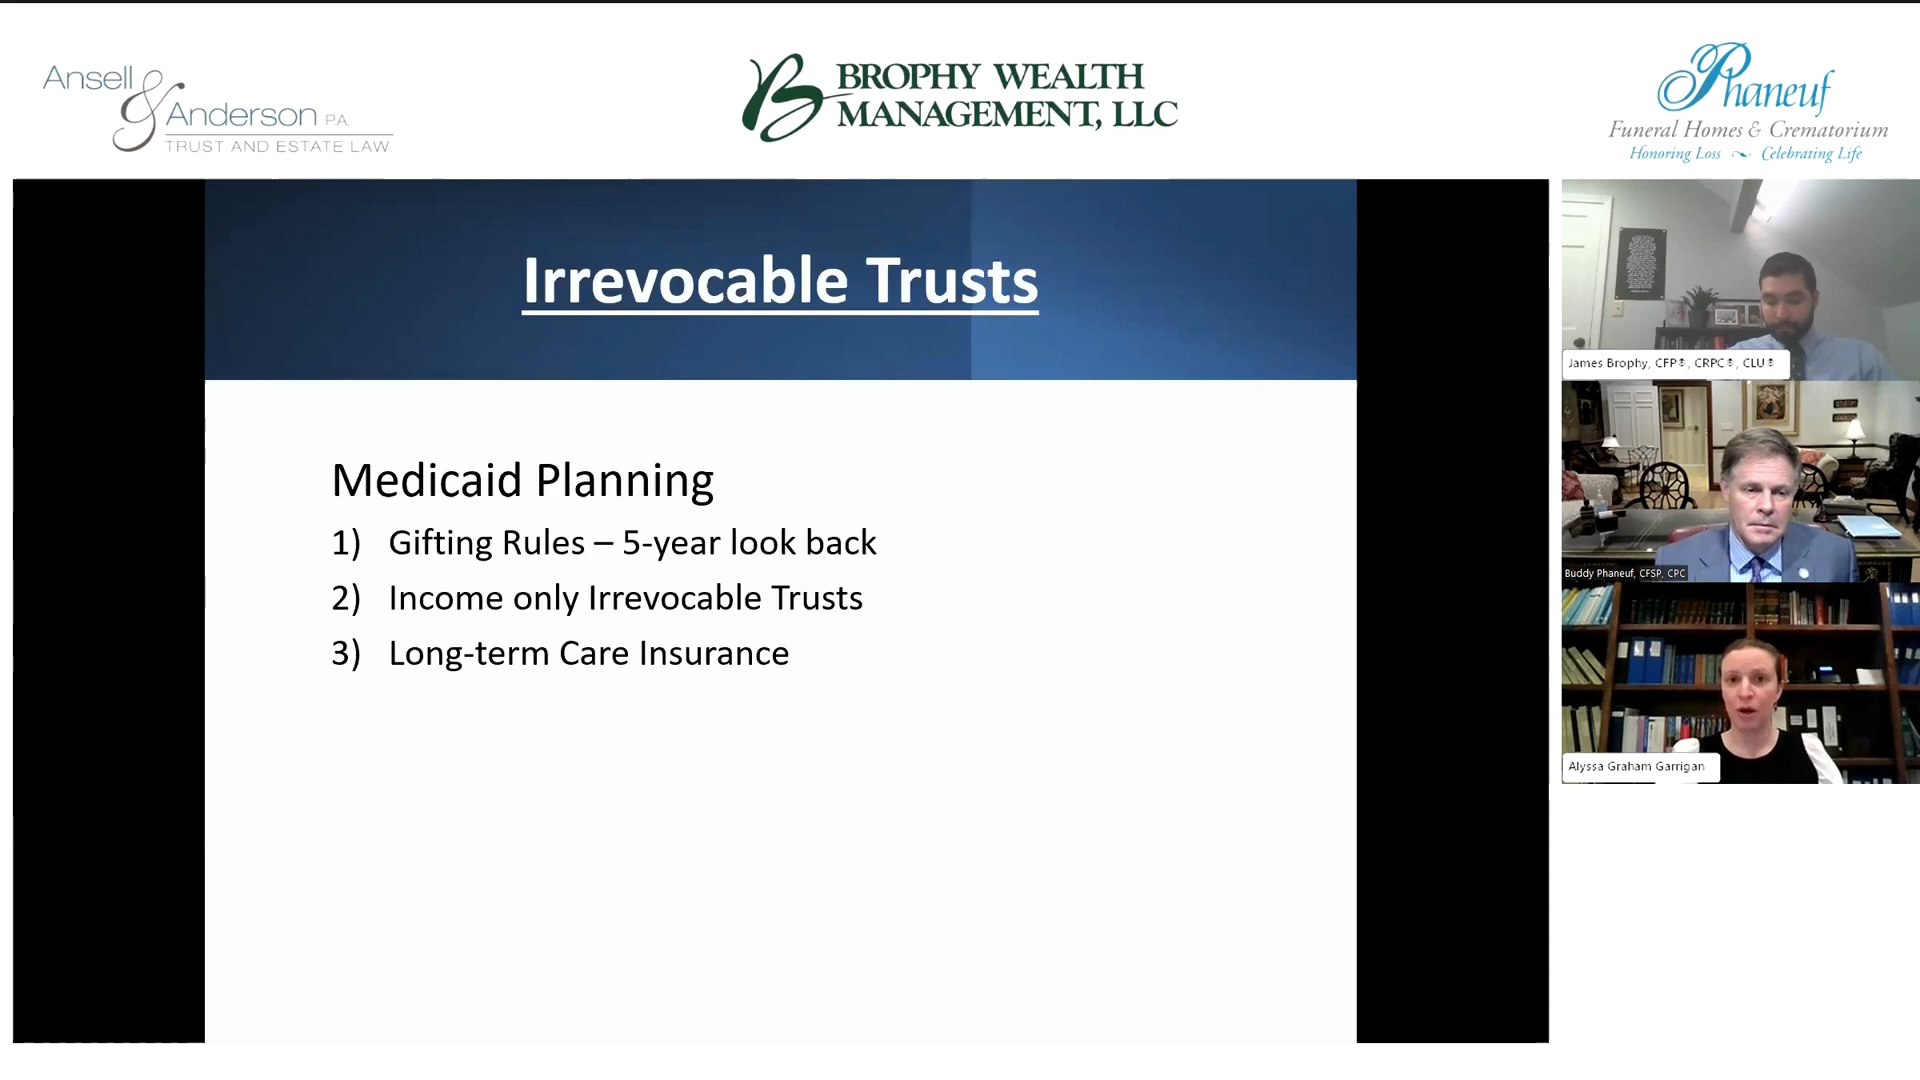 Ansell
& Anderson P.A.
TRUST AND ESTATE LAW
BROPHY WEALTH
MANAGEMENT, LLC
Phaneuf
Funeral Homes & Crematorium
Honoring Loss ~ Celebrating Life
Irrevocable Trusts
Medicaid Planning
1) Gifting Rules – 5-year look back
2) Income only Irrevocable Trusts
3) Long-term Care Insurance
James Brophy, CFP®, CRPC®, CLU®
Buddy Phaneuf, CFSP, CPC
Alyssa Graham Garrigan